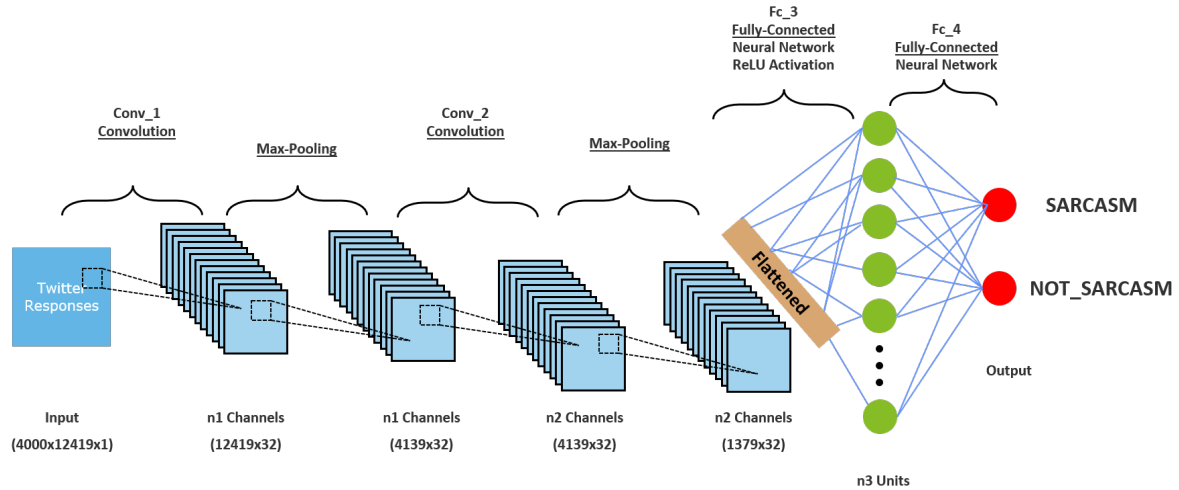 Fc_3
Fully-Connected
Neural Network
ReLU Activation
Fc_4
Fully-Connected
Neural Network
Conv_1
Convolution
Max-Pooling
Conv_2
Convolution
Max-Pooling
Twitter
Responses
Flattened
SARCASM
NOT_SARCASM
Output
Input
(4000x12419x1)
n1 Channels
(12419x32)
n1 Channels
(4139x32)
n2 Channels
(4139x32)
n2 Channels
(1379x32)
n3 Units